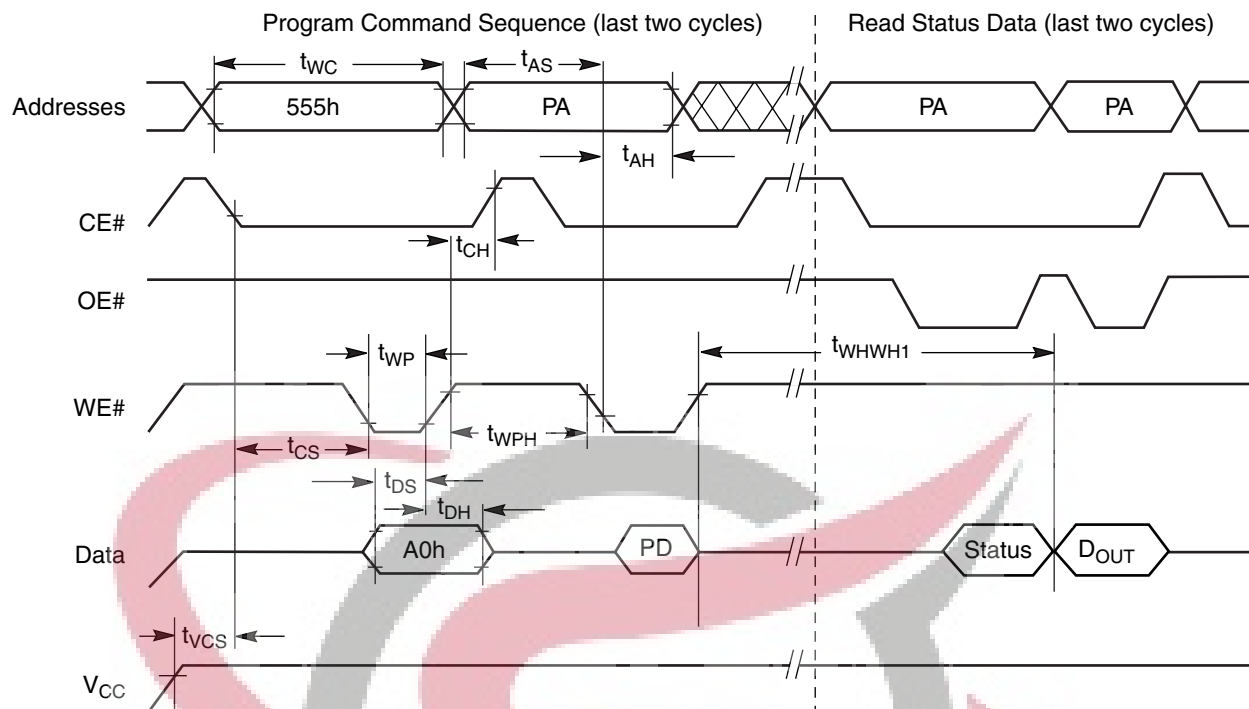 Program Command Sequence (last two cycles)
Read Status Data (last two cycles)
tWC
tAS
Addresses
555h
PA
PA
PA
tAH
CE#
tCH
OE#
tWP
tWHWH1
WE#
tCS
tWPH
tDS
tDH
Data
A0h
PD
Status
DOUT
tVCS
VCC